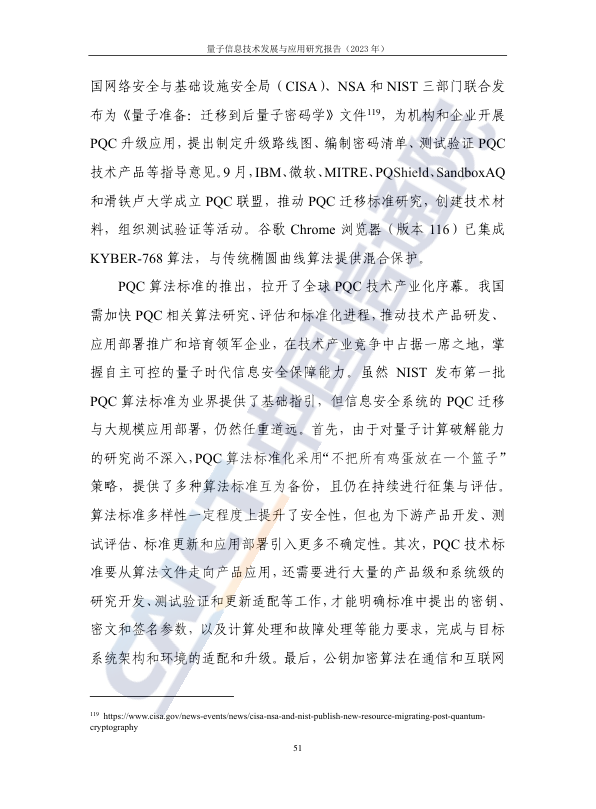 量子信息技术发展与应用研究报告（2023 年）
国网络安全与基础设施安全局（CISA）、NSA 和 NIST 三部门联合发
布为《量子准备：迁移到后量子密码学》文件119，为机构和企业开展
PQC 升级应用，提出制定升级路线图、编制密码清单、测试验证 PQC
技术产品等指导意见。9 月，IBM、微软、MITRE、PQShield、SandboxAQ
和滑铁卢大学成立 PQC 联盟，推动 PQC 迁移标准研究，创建技术材
料，组织测试验证等活动。谷歌 Chrome 浏览器（版本 116）已集成
KYBER-768 算法，与传统椭圆曲线算法提供混合保护。
PQC 算法标准的推出，拉开了全球 PQC 技术产业化序幕。我国
需加快 PQC 相关算法研究、评估和标准化进程，推动技术产品研发、
应用部署推广和培育领军企业，在技术产业竞争中占据一席之地，掌
握自主可控的量子时代信息安全保障能力。虽然 NIST 发布第一批
PQC 算法标准为业界提供了基础指引，但信息安全系统的 PQC 迁移
与大规模应用部署，仍然任重道远。首先，由于对量子计算破解能力
的研究尚不深入，PQC 算法标准化采用“不把所有鸡蛋放在一个篮子”
策略，提供了多种算法标准互为备份，且仍在持续进行征集与评估。
算法标准多样性一定程度上提升了安全性，但也为下游产品开发、测
试评估、标准更新和应用部署引入更多不确定性。其次，PQC 技术标
准要从算法文件走向产品应用，还需要进行大量的产品级和系统级的
研究开发、测试验证和更新适配等工作，才能明确标准中提出的密钥、
密文和签名参数，以及计算处理和故障处理等能力要求，完成与目标
系统架构和环境的适配和升级。最后，公钥加密算法在通信和互联网
119 https://www.cisa.gov/news-events/news/cisa-nsa-and-nist-publish-new-resource-migrating-post-quantum-
cryptography
51
CAICT 中国信通院